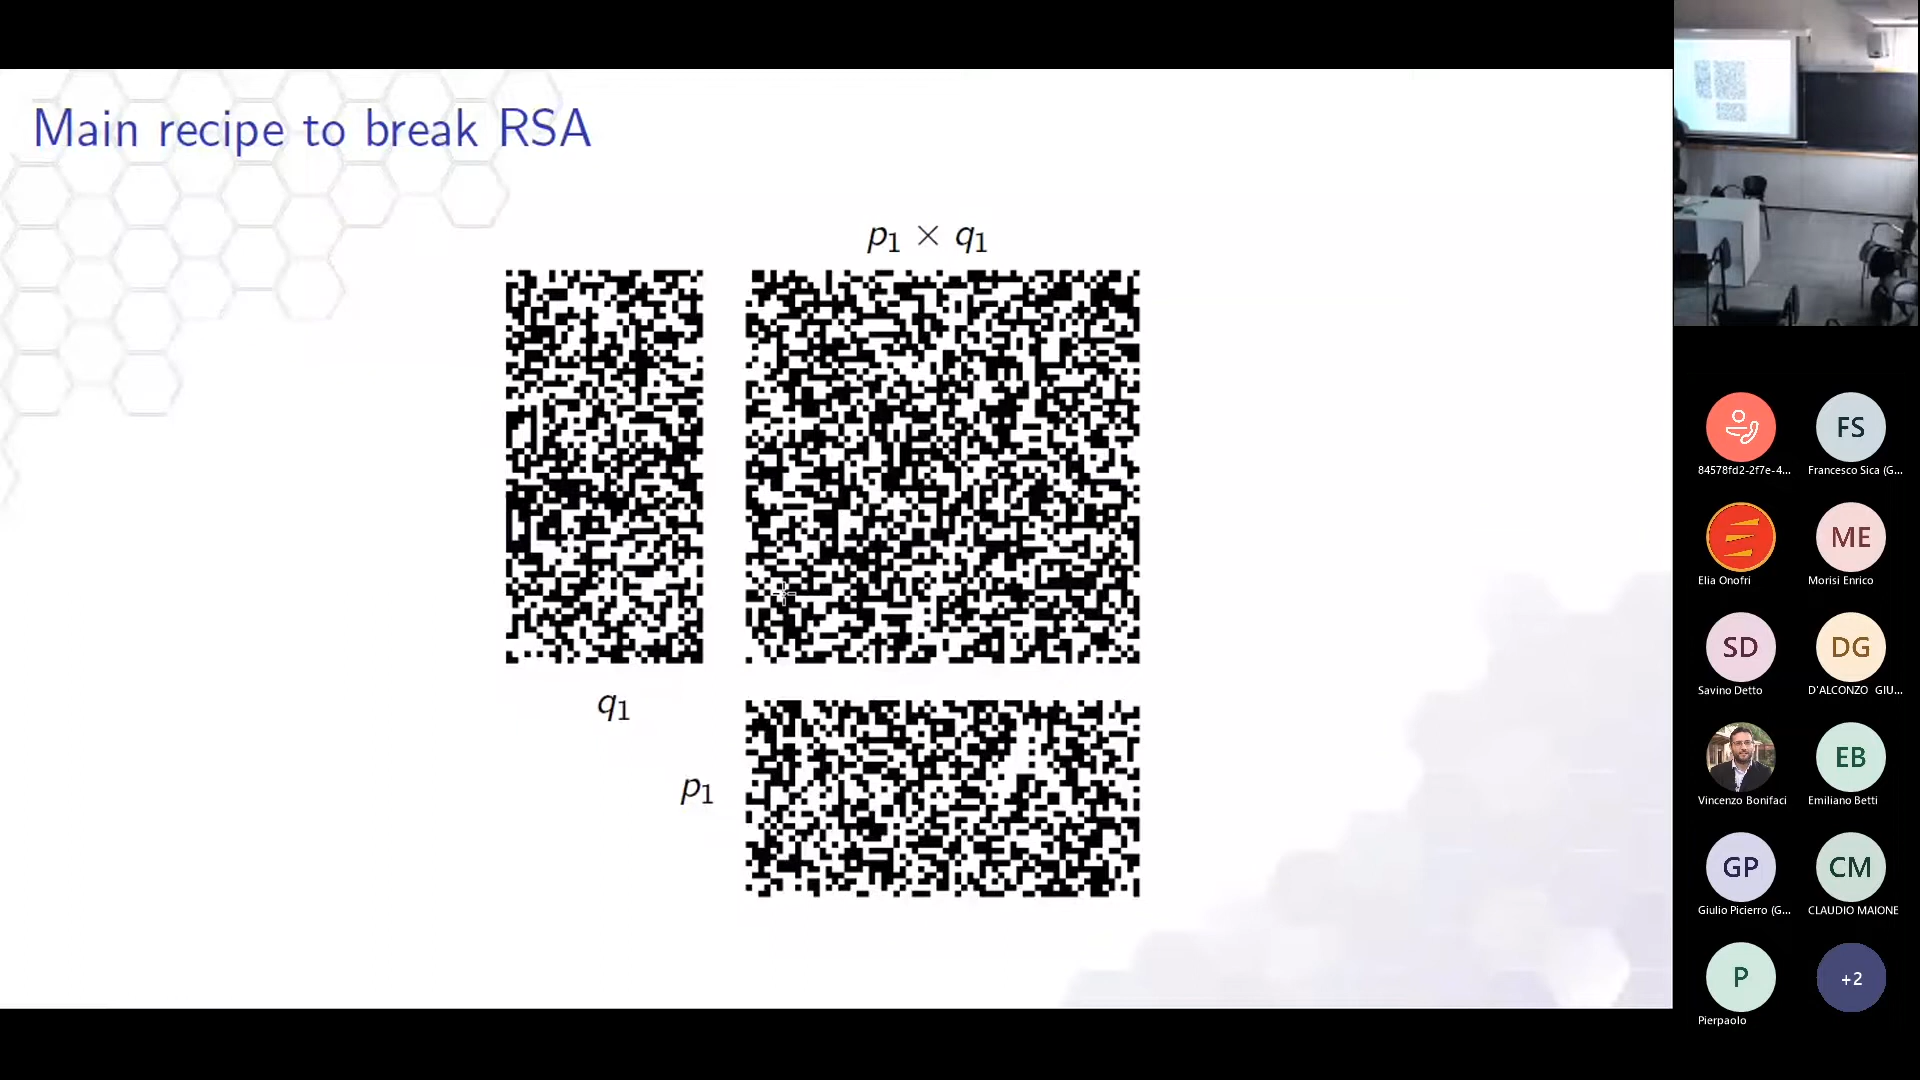 Main recipe to break RSA
p₁ × q₁
q₁
p₁
84578fd2-2f7e-4...
FS
Francesco Sica (G...
Elia Onofri
ME
Morisi Enrico
SD
Savino Detto
DG
D'ALCONZO GIU...
Vincenzo Bonifaci
EB
Emiliano Betti
GP
Giulio Picierro (G...
CM
CLAUDIO MAIONE
P
Pierpaolo
+2